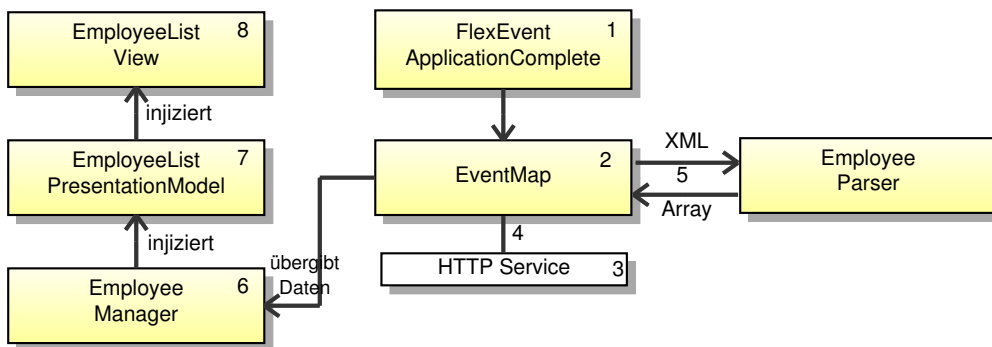 EmployeeList 8
View
FlexEvent 1
ApplicationComplete
injiziert
EmployeeList 7
PresentationModel
EventMap 2
XML
5
Array
Employee
Parser
injiziert
4
HTTP Service 3
übergibt
Daten
Employee 6
Manager